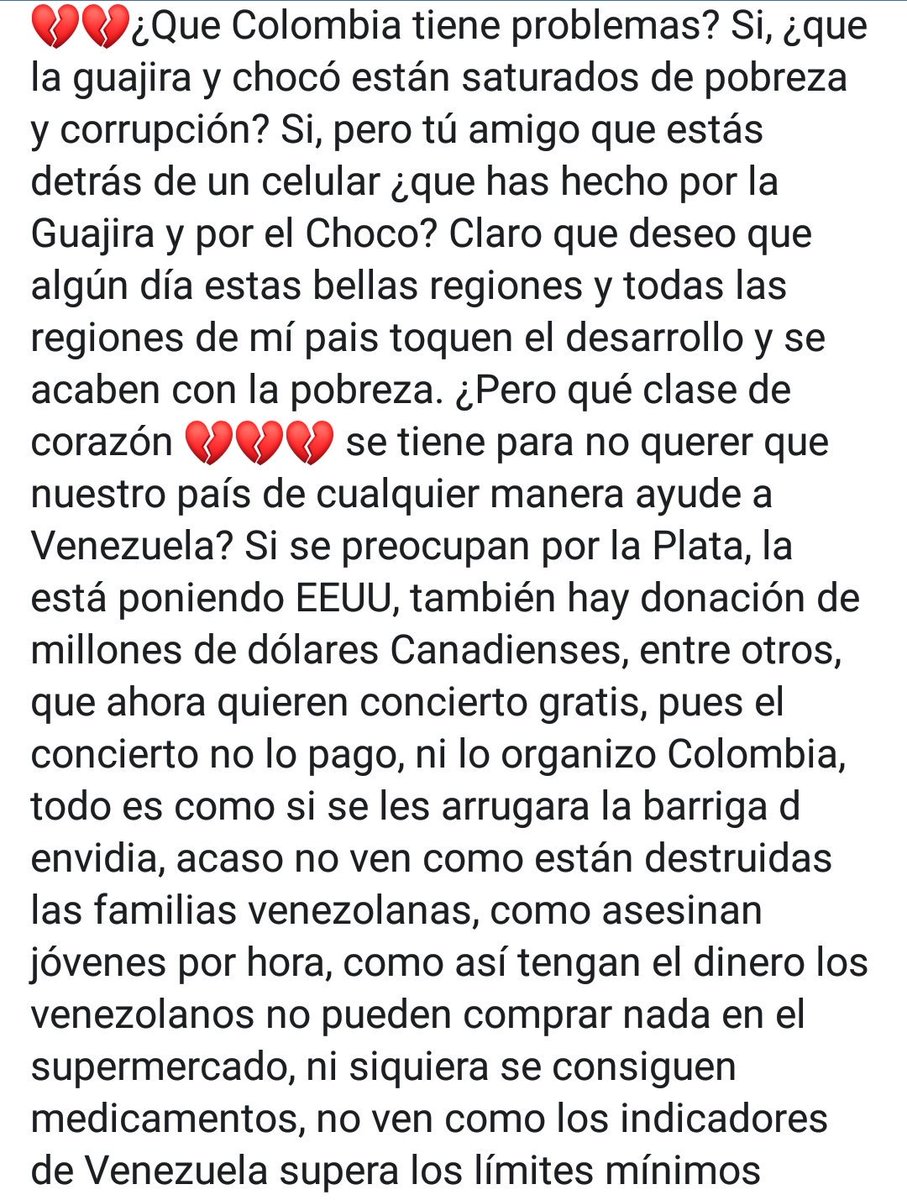 💔💔¿Que Colombia tiene problemas? Si, ¿que
la guajira y chocó están saturados de pobreza
y corrupción? Si, pero tú amigo que estás
detrás de un celular ¿que has hecho por la
Guajira y por el Choco? Claro que deseo que
algún día estas bellas regiones y todas las
regiones de mí pais toquen el desarrollo y se
acaben con la pobreza. ¿Pero qué clase de
corazón 💔💔💔 se tiene para no querer que
nuestro país de cualquier manera ayude a
Venezuela? Si se preocupan por la Plata, la
está poniendo EEUU, también hay donación de
millones de dólares Canadienses, entre otros,
que ahora quieren concierto gratis, pues el
concierto no lo pago, ni lo organizo Colombia,
todo es como si se les arrugara la barriga d
envidia, acaso no ven como están destruidas
las familias venezolanas, como asesinan
jóvenes por hora, como así tengan el dinero los
venezolanos no pueden comprar nada en el
supermercado, ni siquiera se consiguen
medicamentos, no ven como los indicadores
de Venezuela supera los límites mínimos